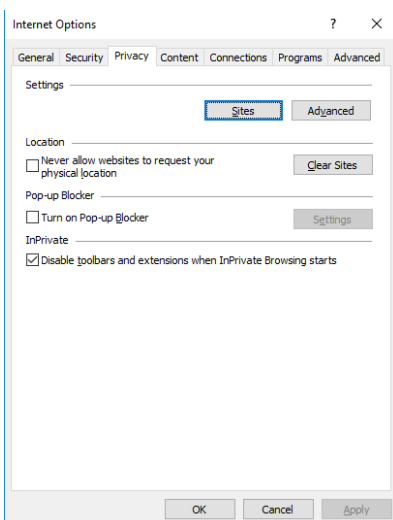 Internet Options ? ×
General Security Privacy Content Connections Programs Advanced
Settings
Sites Advanced
Location
Never allow websites to request your
physical location
Clear Sites
Pop-up Blocker
Turn on Pop-up Blocker Settings
InPrivate
Disable toolbars and extensions when InPrivate Browsing starts
OK Cancel Apply